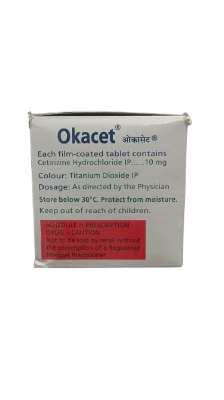 Okacet® ओकासेट®
Each film-coated tablet contains
Cetirizine Hydrochloride IP......10 mg
Colour: Titanium Dioxide IP
Dosage: As directed by the Physician
Store below 30°C. Protect from moisture.
Keep out of reach of children.
SCHEDULE H PRESCRIPTION
DRUG - CAUTION
Not to be sold by retail without
the prescription of a Registered
Medical Practitioner.